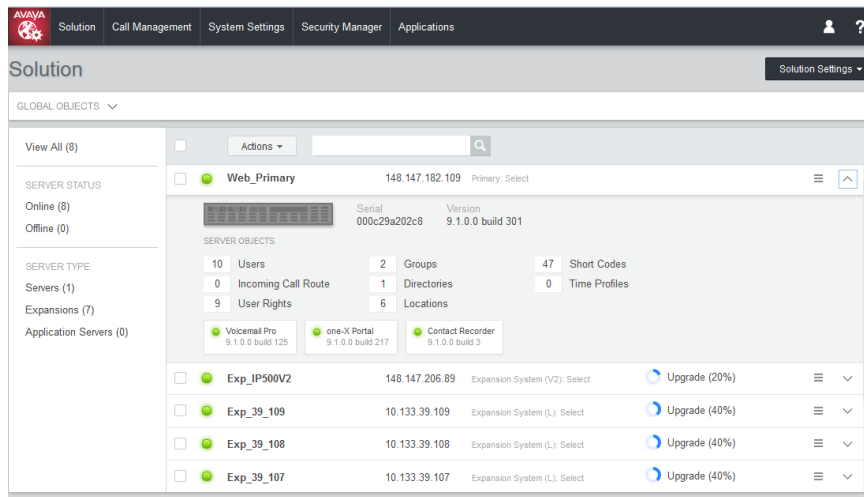 AVAYA
Solution Call Management System Settings Security Manager Applications ?
Solution
Solution Settings
GLOBAL OBJECTS
View All (8)
SERVER STATUS
Online (8)
Offline (0)
SERVER TYPE
Servers (1)
Expansions (7)
Application Servers (0)
Actions
Web_Primary 148.147.182.109 Primary: Select
Serial Version
000c29a202c8 9.1.0.0 build 301
SERVER OBJECTS
10 Users 2 Groups 47 Short Codes
0 Incoming Call Route 1 Directories 0 Time Profiles
9 User Rights 6 Locations
Voicemail Pro one-X Portal Contact Recorder
9.1.0.0 build 125 9.1.0.0 build 217 9.1.0.0 build 3
Exp_IP500V2 148.147.206.89 Expansion System (V2): Select Upgrade (20%)
Exp_39_109 10.133.39.109 Expansion System (L): Select Upgrade (40%)
Exp_39_108 10.133.39.108 Expansion System (L): Select Upgrade (40%)
Exp_39_107 10.133.39.107 Expansion System (L): Select Upgrade (40%)